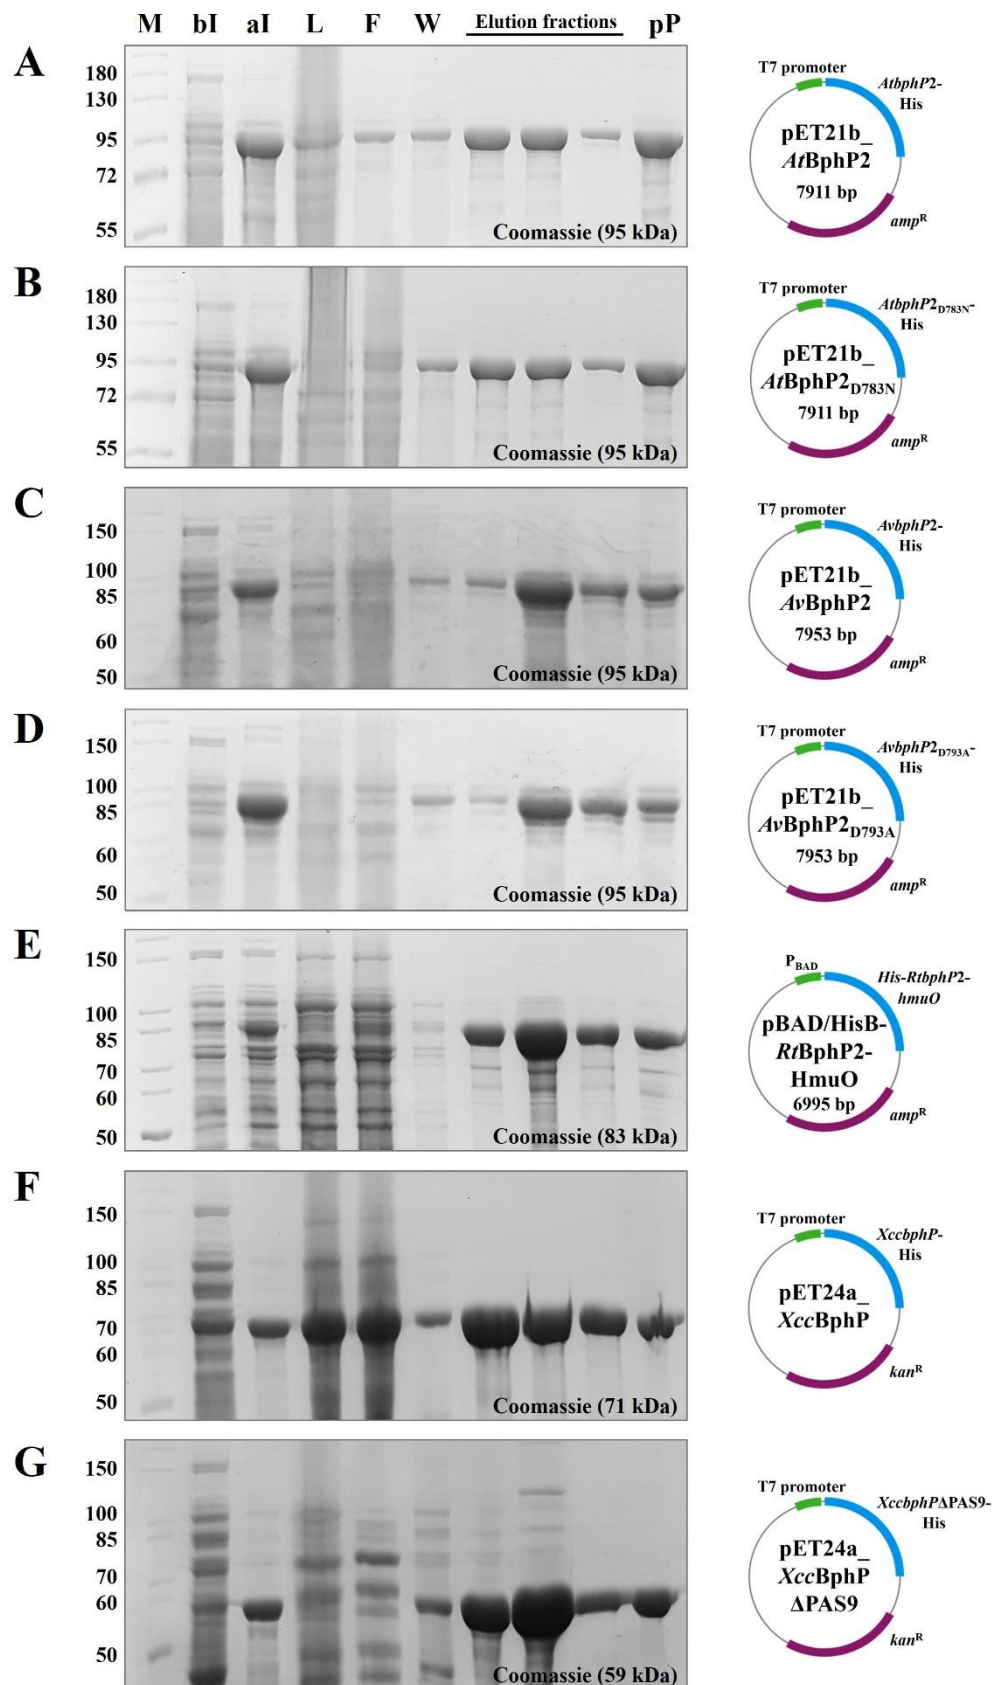 M bI aI L F W Elution fractions pP
A
180
130
95
72
55
Coomassie (95 kDa)
T7 promoter
AtbphP2-
His
pET21b_
AtBphP2
7911 bp
ampR
B
180
130
95
72
55
Coomassie (95 kDa)
T7 promoter
AtbphP2D783N-
His
pET21b_
AtBphP2D783N
7911 bp
ampR
C
150
100
85
60
50
Coomassie (95 kDa)
T7 promoter
AvbphP2-
His
pET21b_
AvBphP2
7953 bp
ampR
D
150
100
85
60
50
Coomassie (95 kDa)
T7 promoter
AvbphP2D793A-
His
pET21b_
AvBphP2D793A
7953 bp
ampR
E
150
100
85
70
60
50
Coomassie (83 kDa)
PBAD
His-RtbphP2-
hmuO
pBAD/HisB-
RtBphP2-
HmuO
6995 bp
ampR
F
150
100
85
70
60
50
Coomassie (71 kDa)
T7 promoter
XccbphP-
His
pET24a_
XccBphP
kanR
G
150
100
85
70
60
50
Coomassie (59 kDa)
T7 promoter
XccbphPΔPAS9-
His
pET24a_
XccBphP
ΔPAS9
kanR